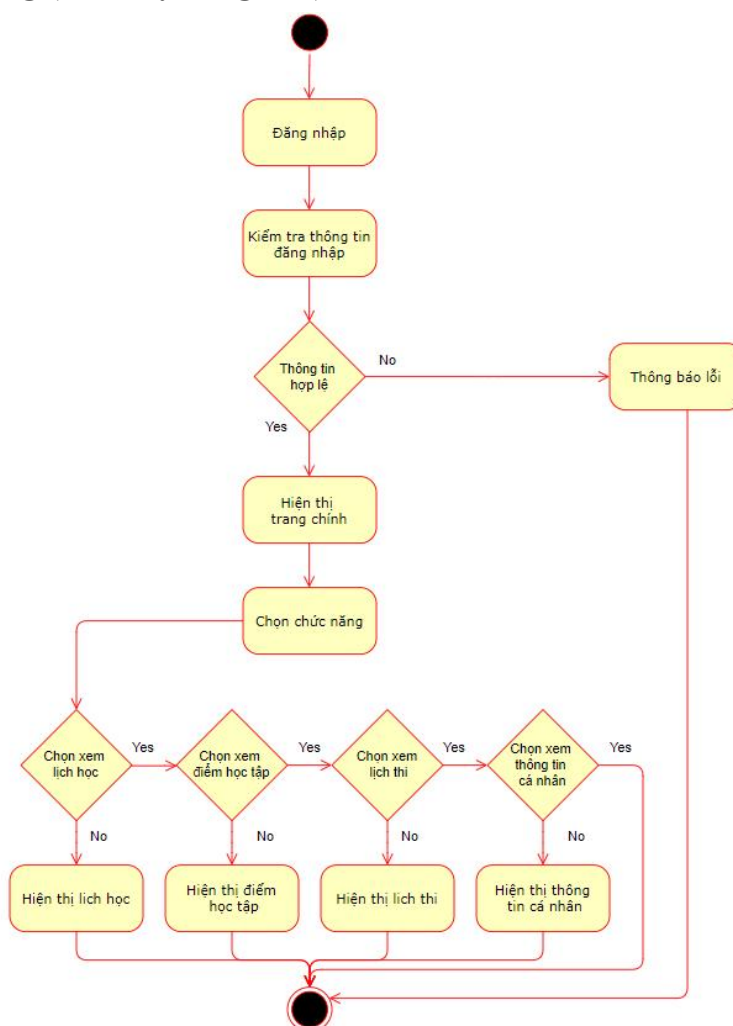 Đăng nhập
Kiểm tra thông tin
đăng nhập
Thông tin
hợp lệ
No
Thông báo lỗi
Yes
Hiện thị
trang chính
Chọn chức năng
Chọn xem
lịch học
Yes
Chọn xem
điểm học tập
Yes
Chọn xem
lịch thi
Yes
Chọn xem
thông tin
cá nhân
Yes
No
No
No
No
Hiện thị lich học
Hiện thị điểm
học tập
Hiện thị lich thi
Hiện thị thông
tin cá nhân